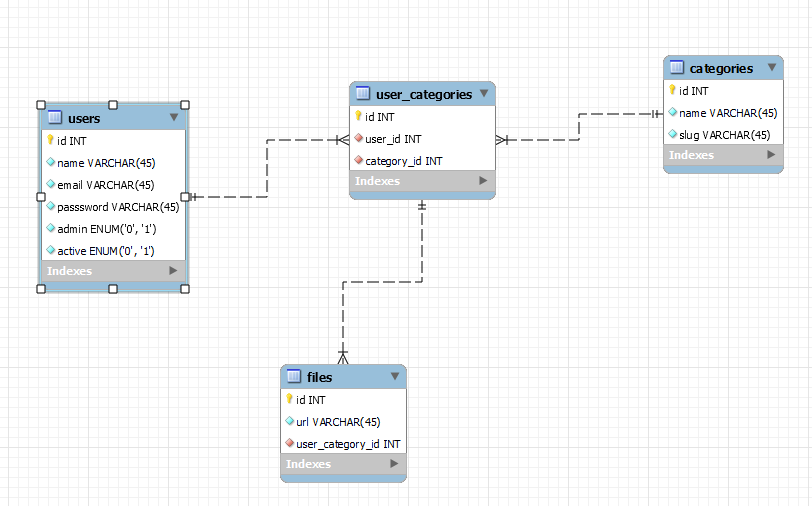 users
id INT
name VARCHAR(45)
email VARCHAR(45)
passsword VARCHAR(45)
admin ENUM('0', '1')
active ENUM('0', '1')
Indexes
user_categories
id INT
user_id INT
category_id INT
Indexes
categories
id INT
name VARCHAR(45)
slug VARCHAR(45)
Indexes
files
id INT
url VARCHAR(45)
user_category_id INT
Indexes